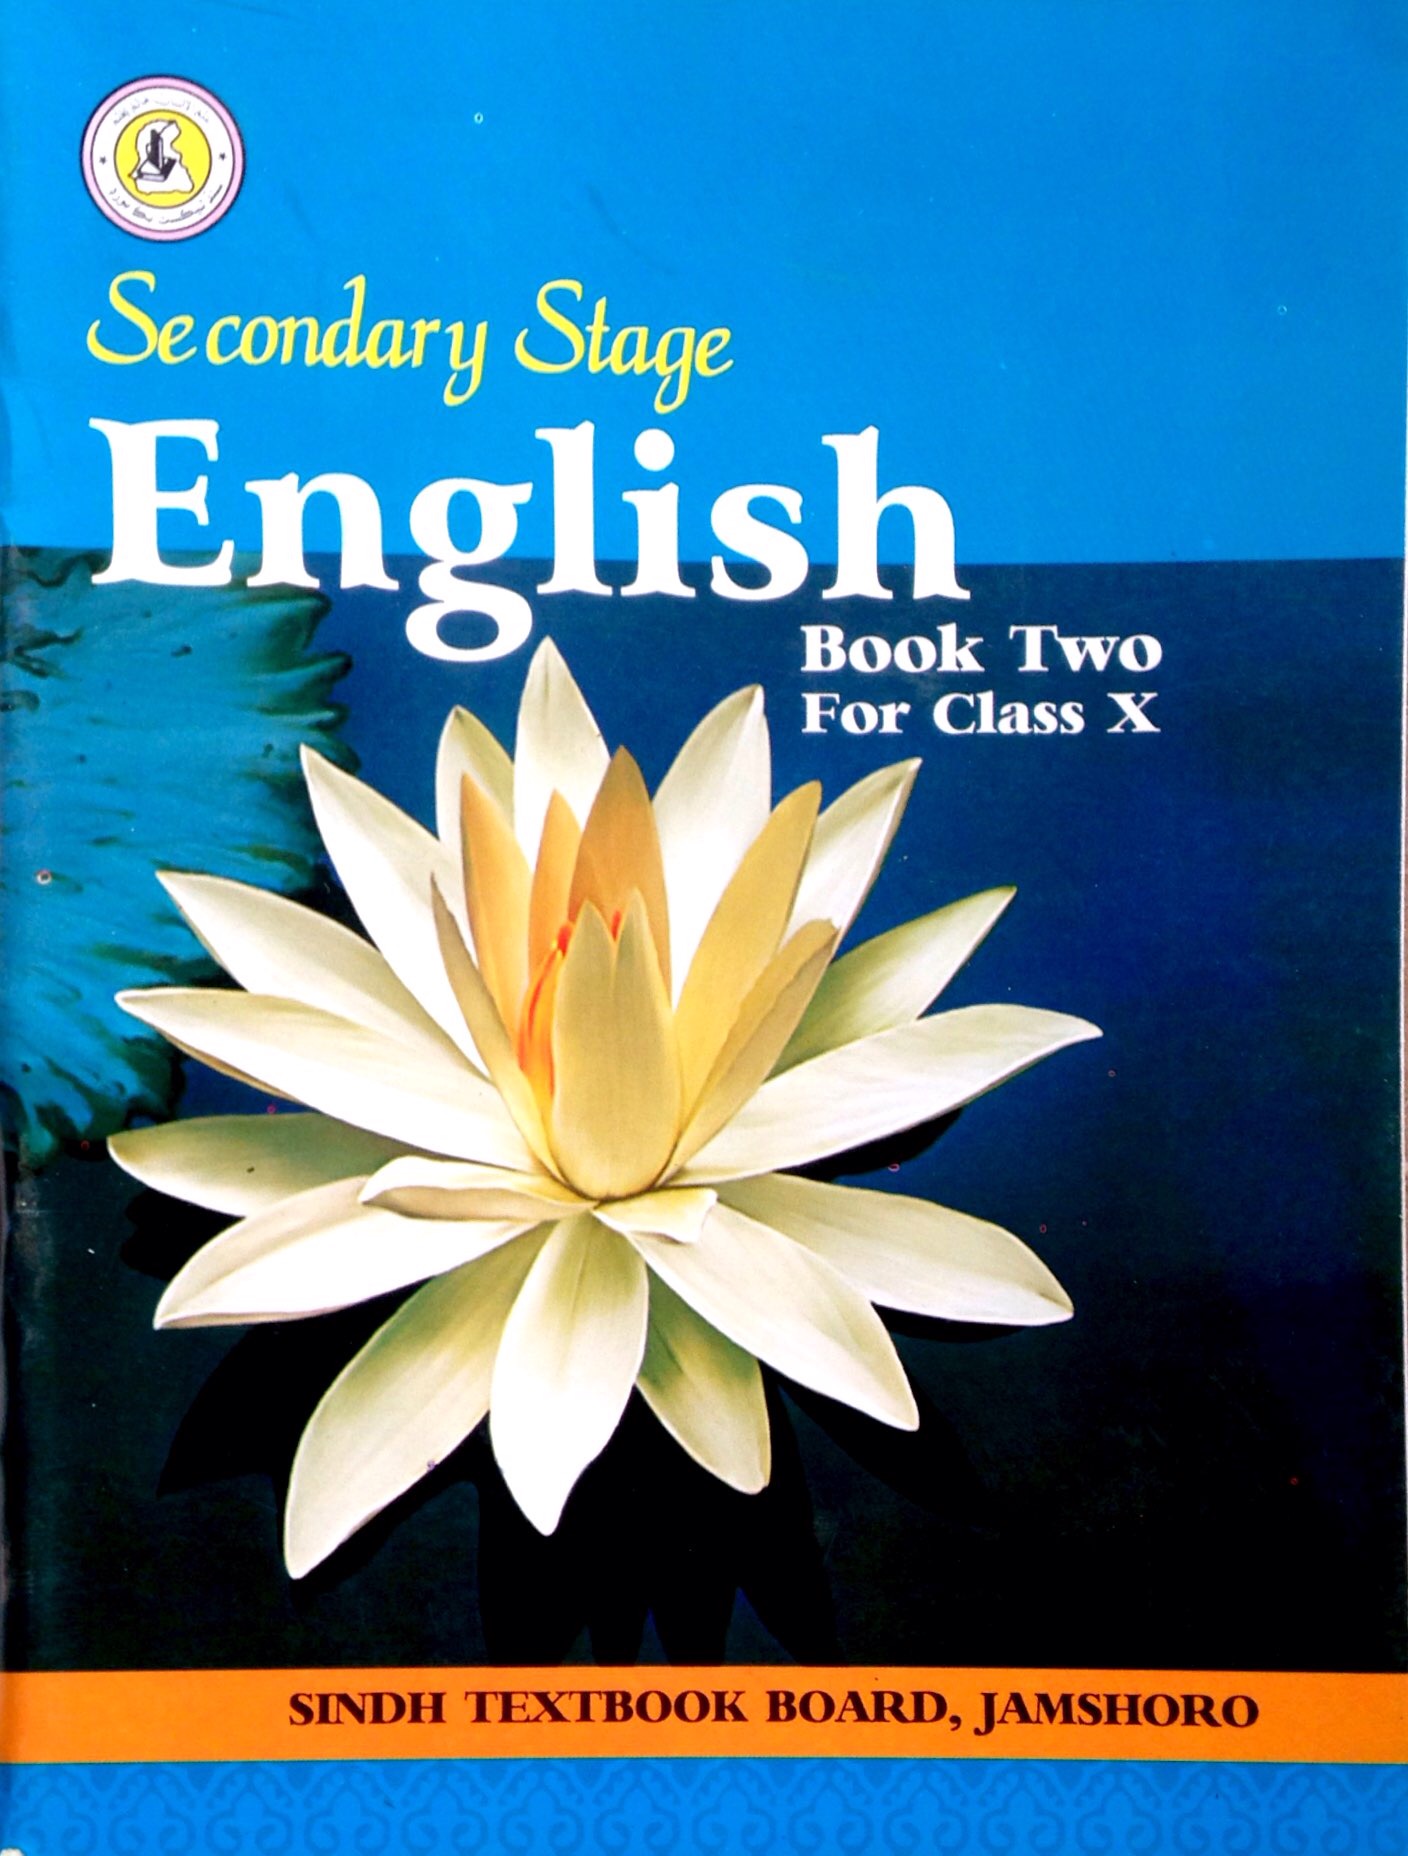 Secondary Stage
English
Book Two
For Class X
SINDH TEXTBOOK BOARD, JAMSHORO